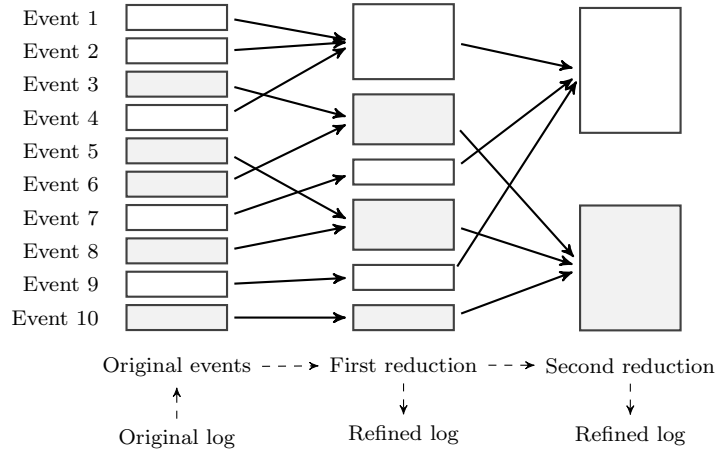 Event 1
Event 2
Event 3
Event 4
Event 5
Event 6
Event 7
Event 8
Event 9
Event 10
Original events
First reduction
Second reduction
Original log
Refined log
Refined log